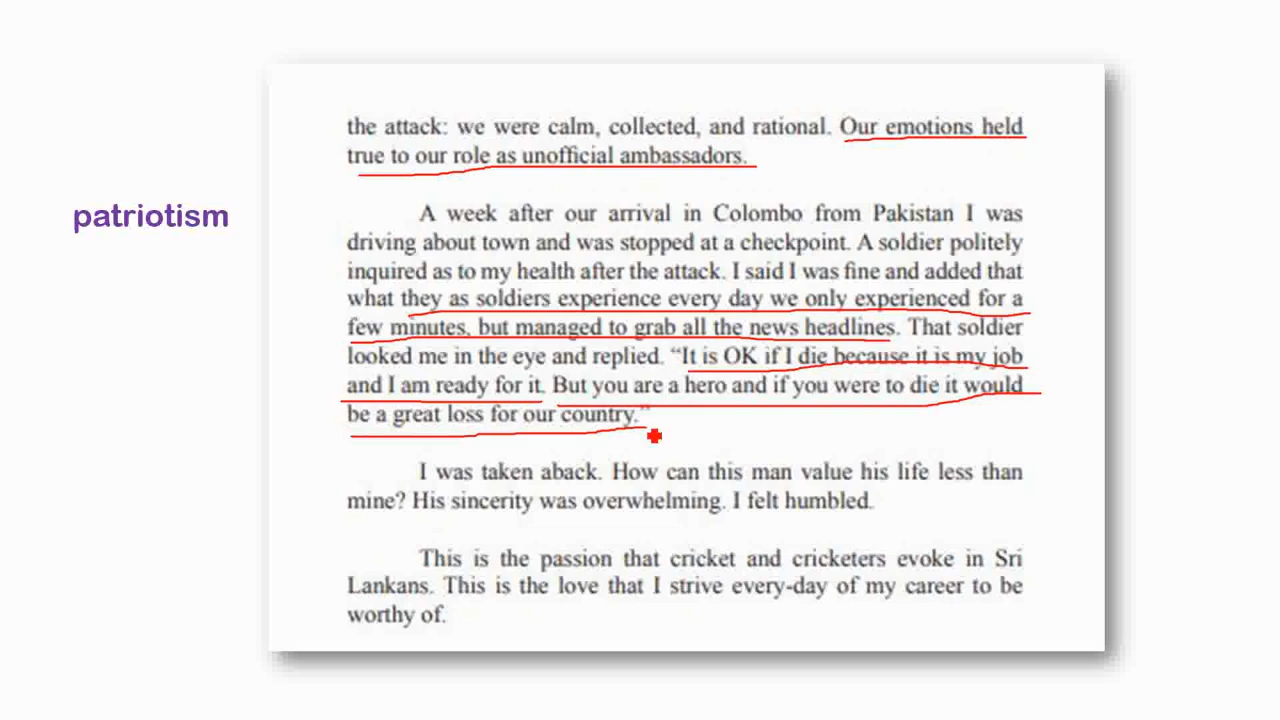 the attack: we were calm, collected, and rational. Our emotions held
true to our role as unofficial ambassadors.
patriotism
A week after our arrival in Colombo from Pakistan I was
driving about town and was stopped at a checkpoint. A soldier politely
inquired as to my health after the attack. I said I was fine and added that
what they as soldiers experience every day we only experienced for a
few minutes, but managed to grab all the news headlines. That soldier
looked me in the eye and replied. “It is OK if I die because it is my job
and I am ready for it. But you are a hero and if you were to die it would
be a great loss for our country.”
I was taken aback. How can this man value his life less than
mine? His sincerity was overwhelming. I felt humbled.
This is the passion that cricket and cricketers evoke in Sri
Lankans. This is the love that I strive every-day of my career to be
worthy of.